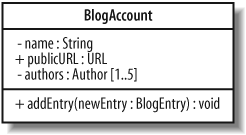 BlogAccount
- name : String
+ publicURL : URL
- authors : Author [1..5]
+ addEntry(newEntry : BlogEntry) : void